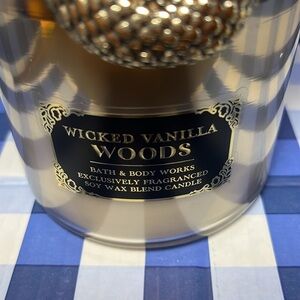 WICKED VANILLA
WOODS
BATH & BODY WORKS
EXCLUSIVELY FRAGRANCED
SOY WAX BLEND CANDLE